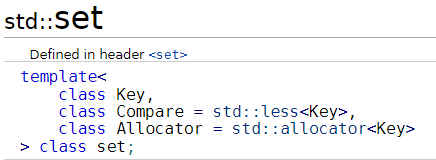 std::set
Defined in header <set>
template<
    class Key,
    class Compare = std::less<Key>,
    class Allocator = std::allocator<Key>
> class set;